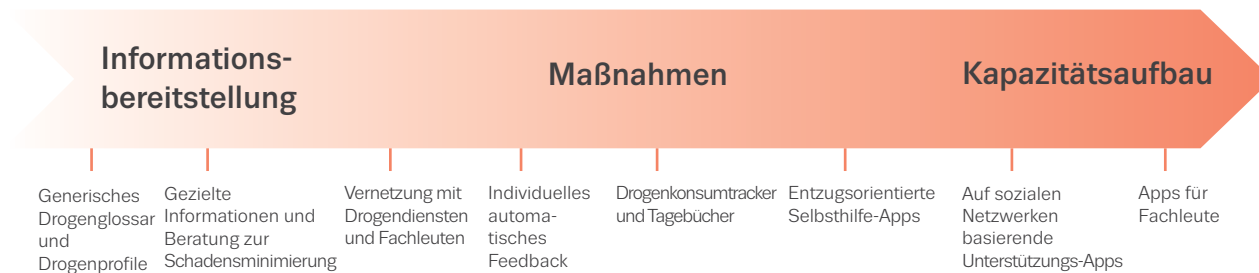 Informations-
bereitstellung
Maßnahmen
Kapazitätsaufbau
Generisches
Drogenglossar
und
Drogenprofile
Gezielte
Informationen und
Beratung zur
Schadensminimierung
Vernetzung mit
Drogendiensten
und Fachleuten
Individuelles
automa-
tisches
Feedback
Drogenkonsumtracker
und Tagebücher
Entzugsorientierte
Selbsthilfe-Apps
Auf sozialen
Netzwerken
basierende
Unterstützungs-Apps
Apps für
Fachleute